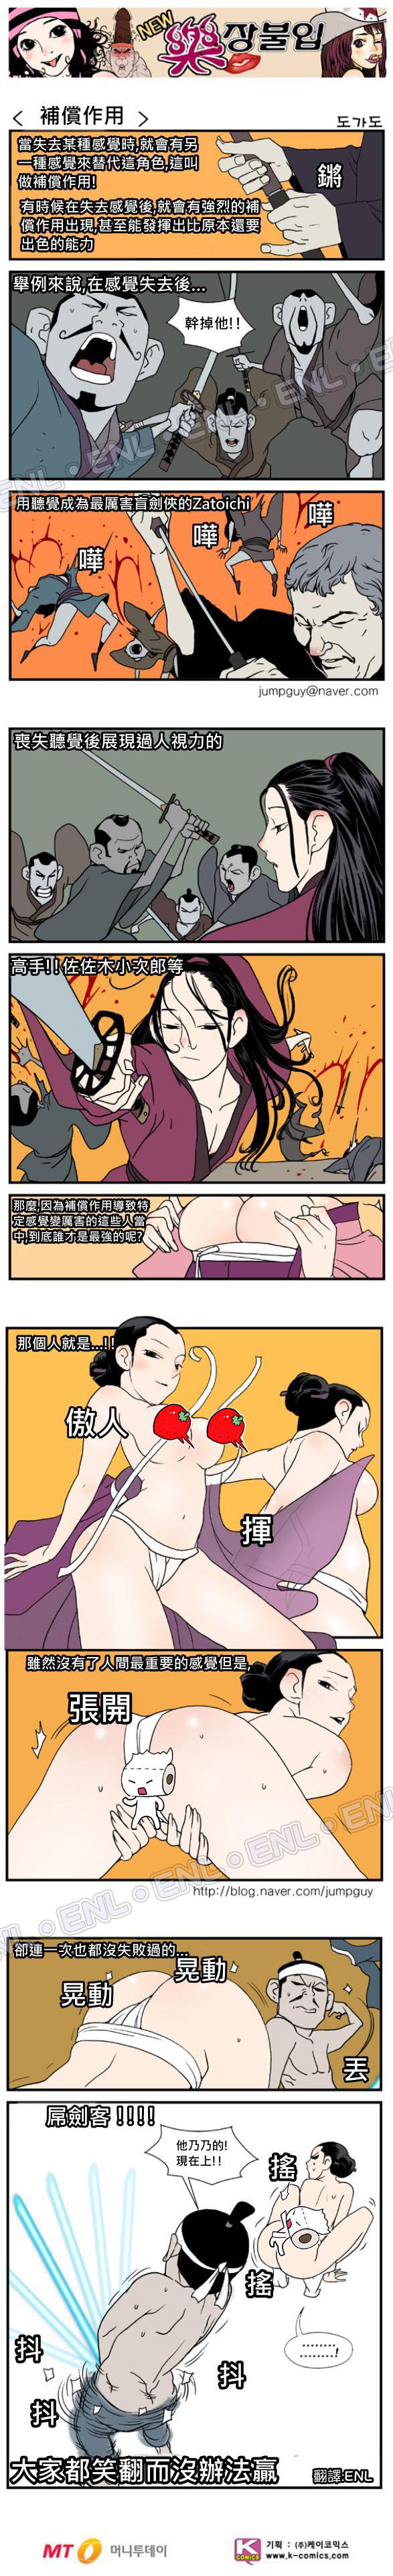 NEW 樂 장불입
< 補償作用 >
도가도
當失去某種感覺時,就會有另
一種感覺來替代這角色,這叫
做補償作用!
有時候在失去感覺後,就會有強烈的補
償作用出現,甚至能發揮出比原本還要
出色的能力
鏘
舉例來說,在感覺失去後...
幹掉他!!
ENL
用聽覺成為最厲害盲劍俠的Zatoichi
嘩
嘩
嘩
jumpguy@naver.com
喪失聽覺後展現過人視力的
高手!! 佐佐木小次郎等
那麼,因為補償作用導致特
定感覺變厲害的這些人當
中,到底誰才是最強的呢?
那個人就是...!!
傲人
揮
雖然沒有了人間最重要的感覺但是,
張開
http://blog.naver.com/jumpguy
ENL
卻連一次也都沒失敗過的...
晃動
晃動
丟
屌劍客 !!!!
他乃乃的!
現在上!!
搖
搖
........
........!
抖
抖
抖
大家都笑翻而沒辦法贏
翻譯:ENL
MT 머니투데이
K COMICS
기획 : (주)케이코믹스
www.k-comics.com